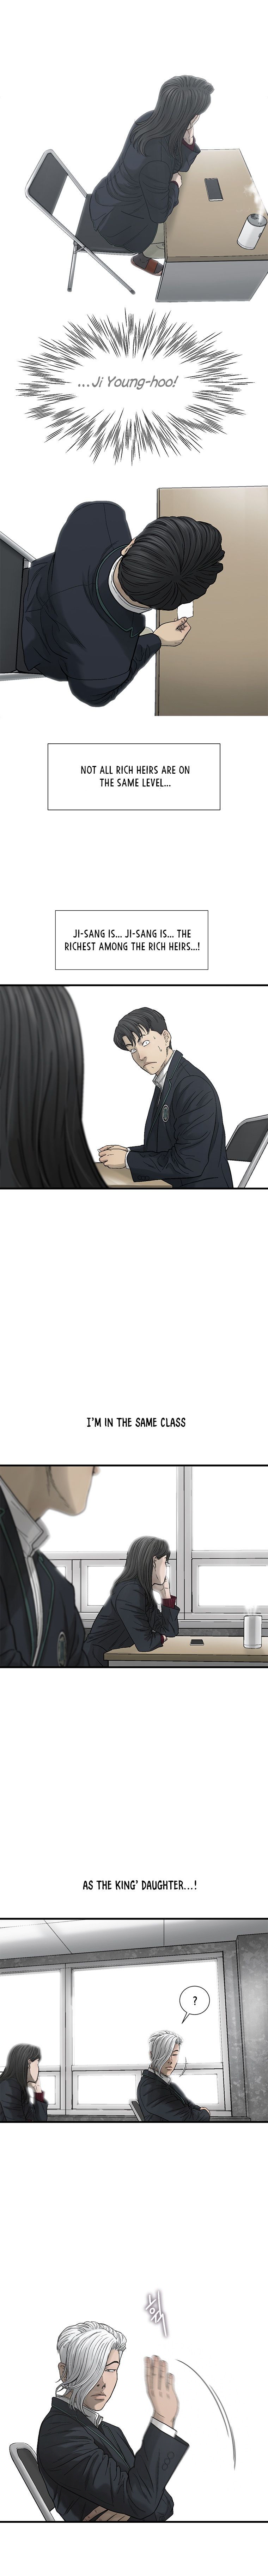 ...Ji Young-hoo!
NOT ALL RICH HEIRS ARE ON
THE SAME LEVEL...
JI-SANG IS... JI-SANG IS... THE
RICHEST AMONG THE RICH HEIRS...!
I'M IN THE SAME CLASS
AS THE KING' DAUGHTER...!
?